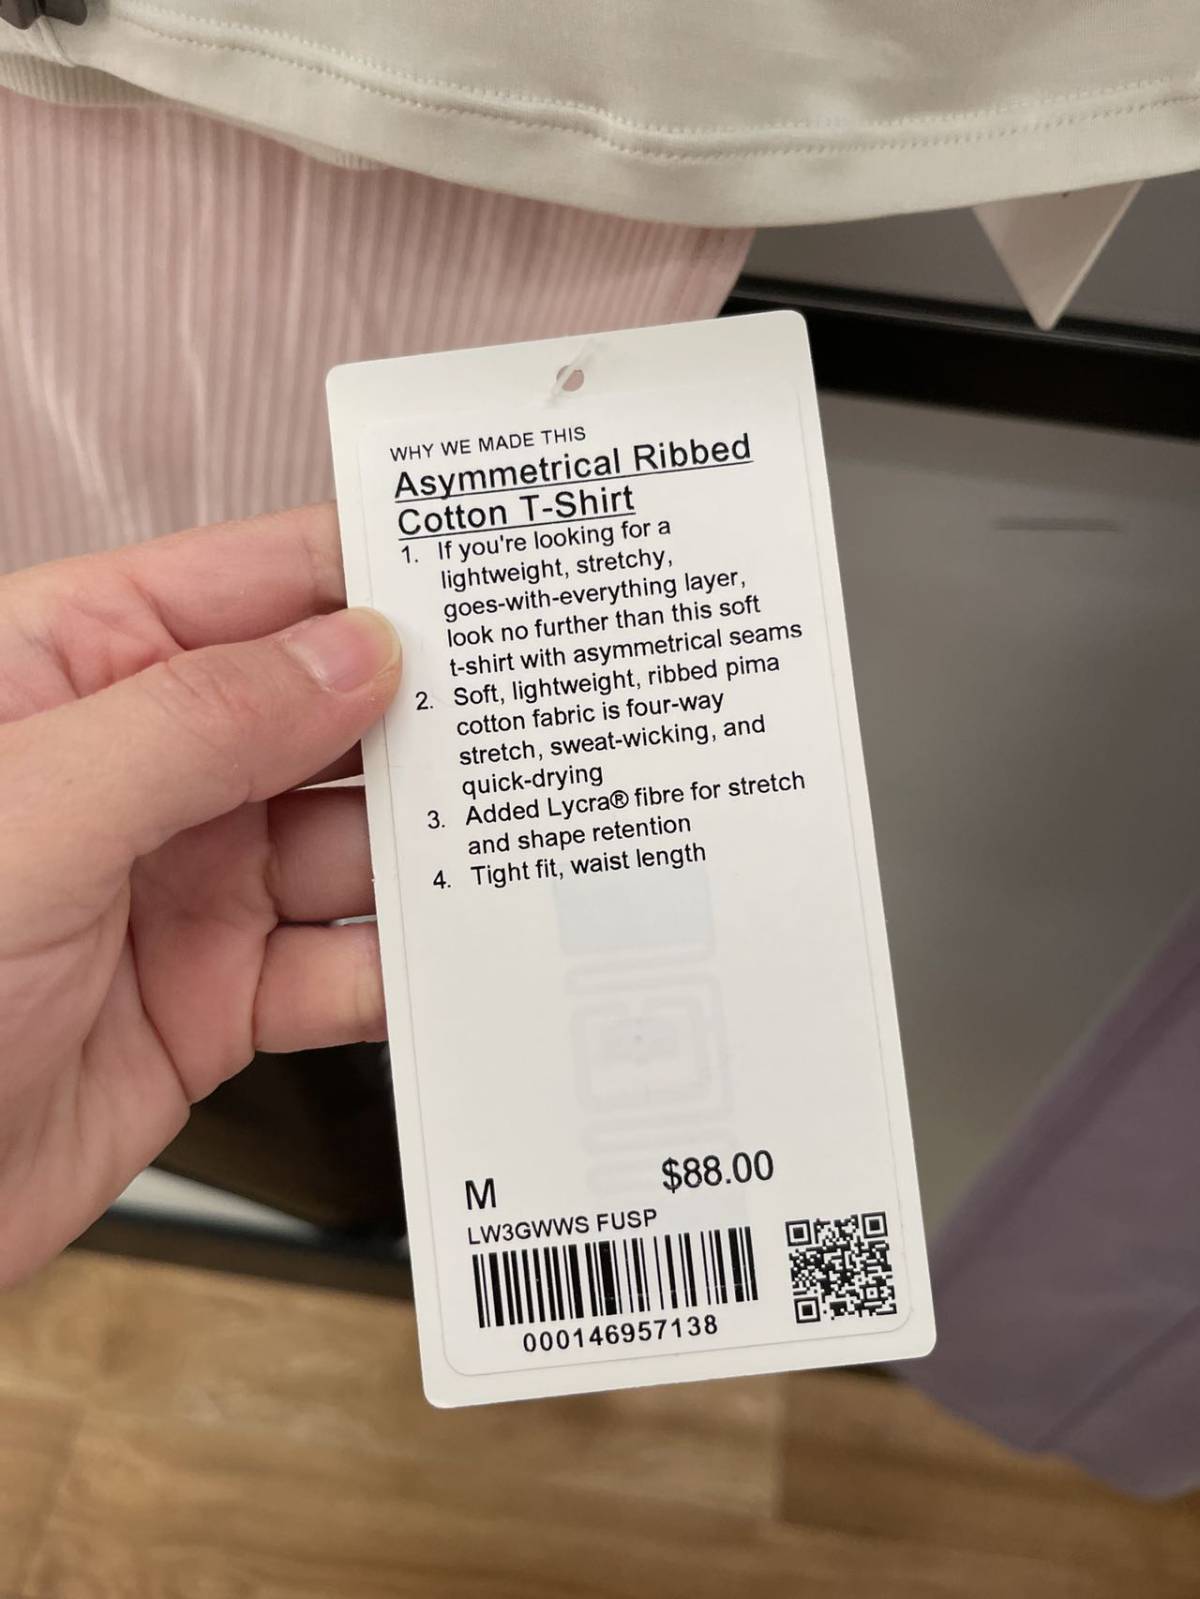 WHY WE MADE THIS
Asymmetrical Ribbed
Cotton T-Shirt
1. If you're looking for a
lightweight, stretchy,
goes-with-everything layer,
look no further than this soft
t-shirt with asymmetrical seams
2. Soft, lightweight, ribbed pima
cotton fabric is four-way
stretch, sweat-wicking, and
quick-drying
3. Added Lycra® fibre for stretch
and shape retention
4. Tight fit, waist length
M $88.00
LW3GWWS FUSP
000146957138